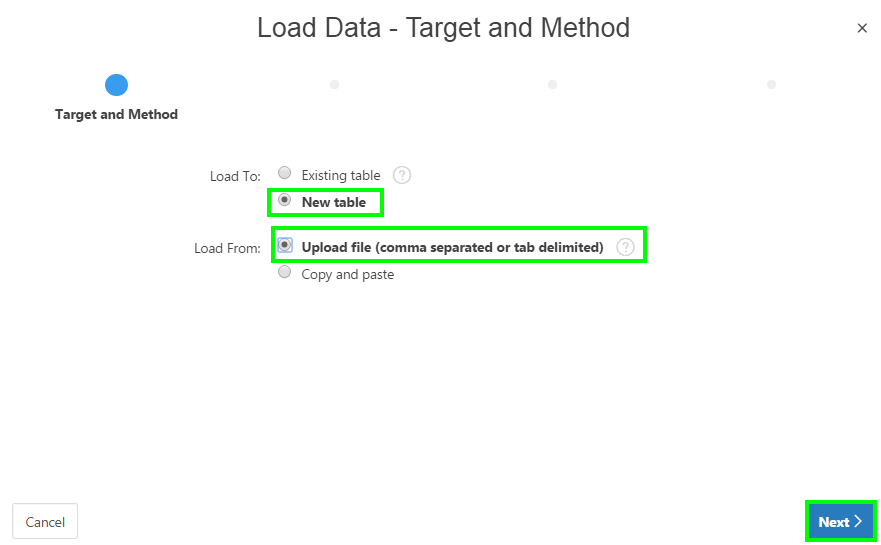 Load Data - Target and Method
×
Target and Method
Load To: Existing table ?
New table
Load From: Upload file (comma separated or tab delimited) ?
Copy and paste
Cancel Next >